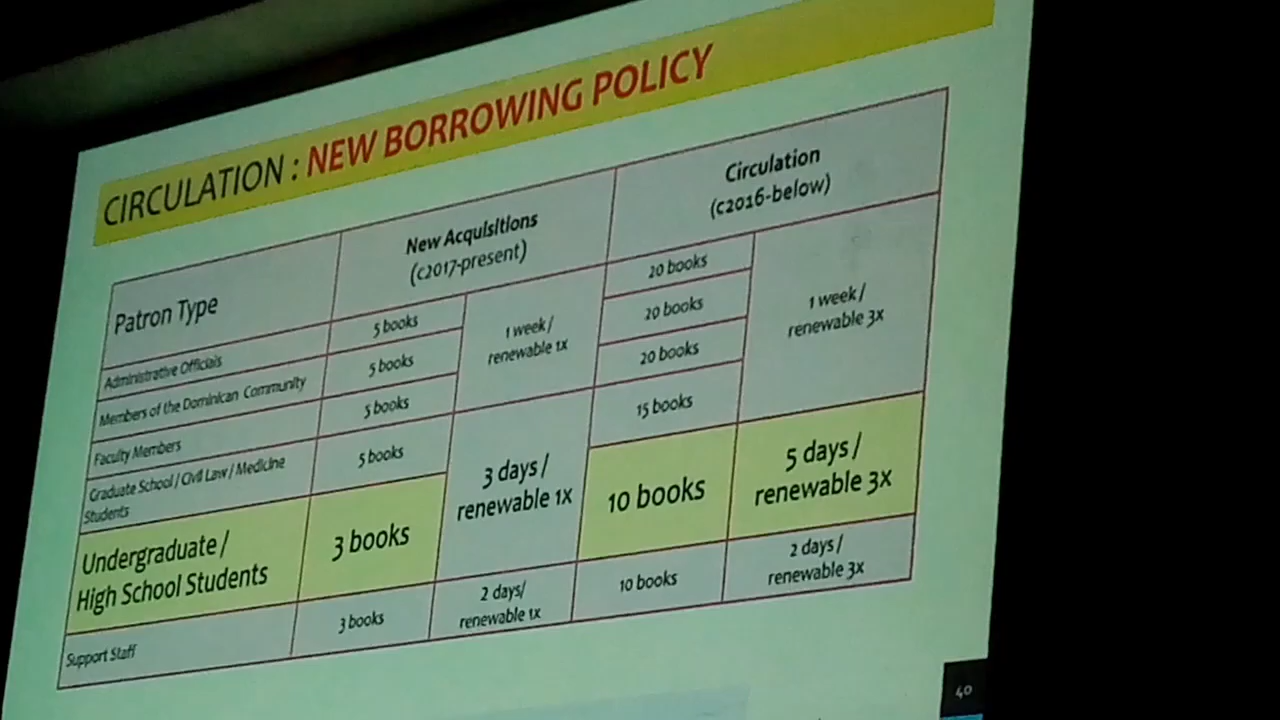 CIRCULATION : NEW BORROWING POLICY
Patron Type
New Acquisitions
(c2017-present)
Circulation
(c2016-below)
Administrative Officials
5 books
1 week /
renewable 1x
20 books
1 week /
renewable 3x
Members of the Dominican Community
5 books
20 books
Faculty Members
5 books
20 books
Graduate School / Civil Law / Medicine
Students
5 books
3 days /
renewable 1x
15 books
Undergraduate /
High School Students
3 books
10 books
5 days /
renewable 3x
Support Staff
3 books
2 days/
renewable 1x
10 books
2 days /
renewable 3x
40